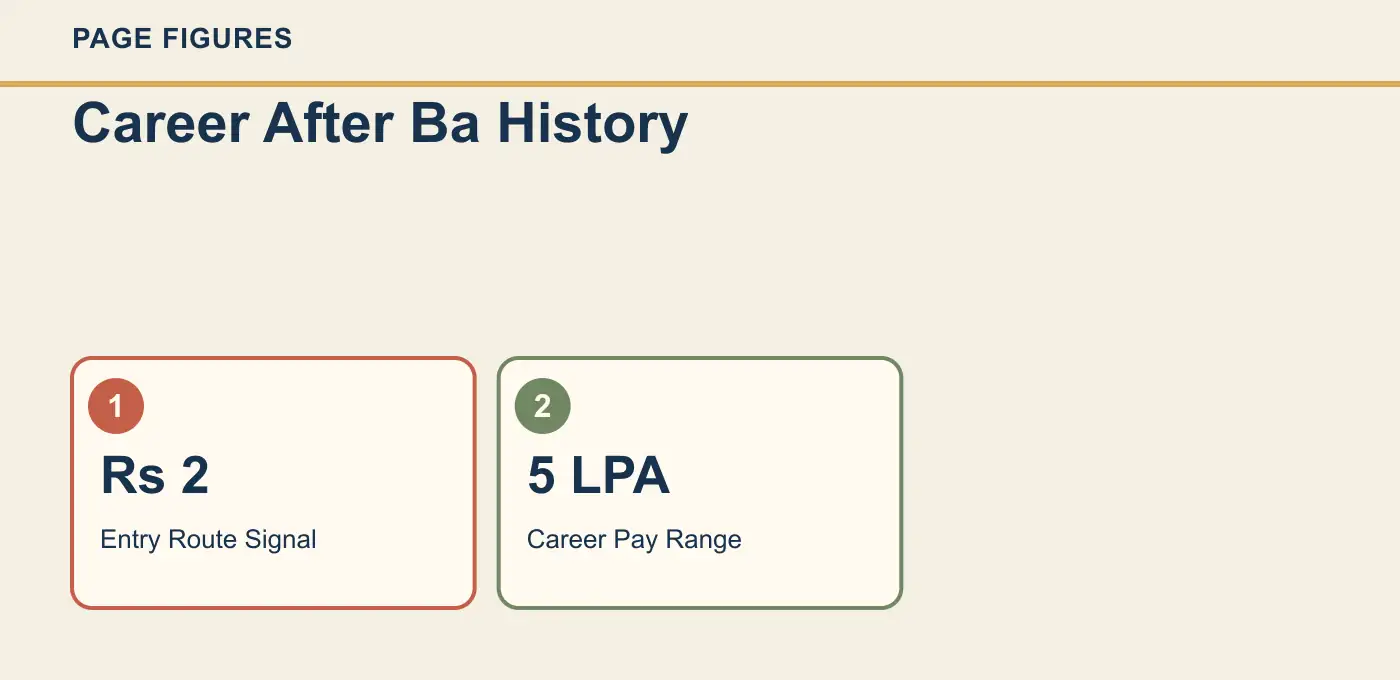 PAGE FIGURES
Career After Ba History
1
Rs 2
Entry Route Signal
2
5 LPA
Career Pay Range